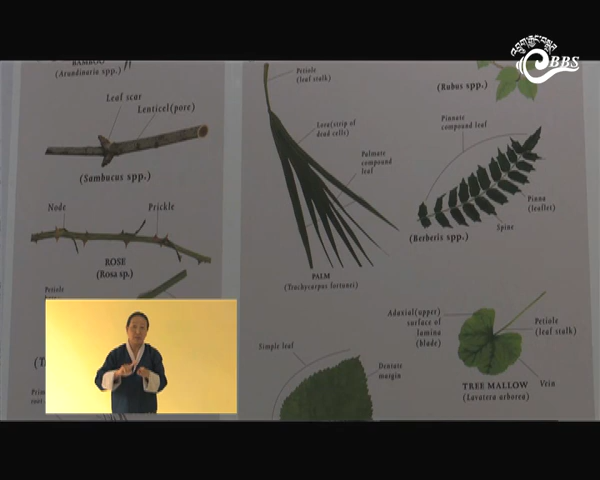 BBS
BAMBOO
(Arundinaria spp.)
Leaf scar
Lenticel(pore)
(Sambucus spp.)
Node
Prickle
ROSE
(Rosa sp.)
Petiole
Petiole
(leaf stalk)
Lora(strip of
dead cells)
Palmate
compound
leaf
PALM
(Trachycarpus fortunei)
Simple leaf
Dentate
margin
(Rubus spp.)
Pinnate
compound leaf
Pinna
(leaflet)
Spine
(Berberis spp.)
Adaxial(upper)
surface of
lamina
(blade)
Petiole
(leaf stalk)
TREE MALLOW
(Lavatera arborea)
Vein